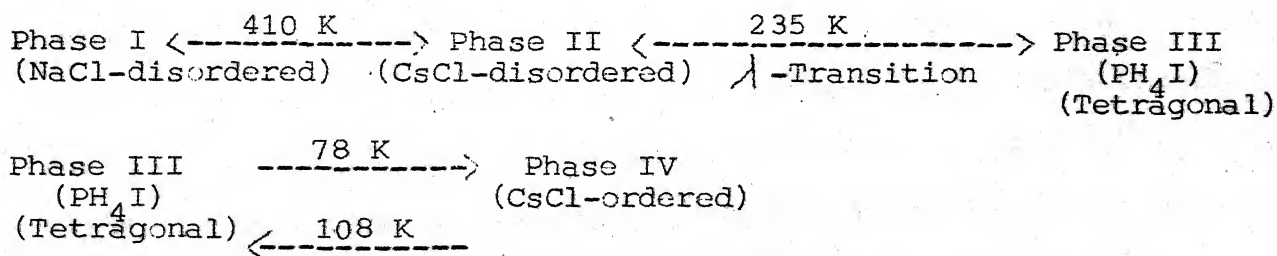 410 K 235 K
Phase I <------------> Phase II <------------------> Phase III
(NaCl-disordered) (CsCl-disordered) λ-Transition (PH4I)
(Tetragonal)
78 K
Phase III -----------> Phase IV
(PH4I) (CsCl-ordered)
(Tetragonal) 108 K
<-----------